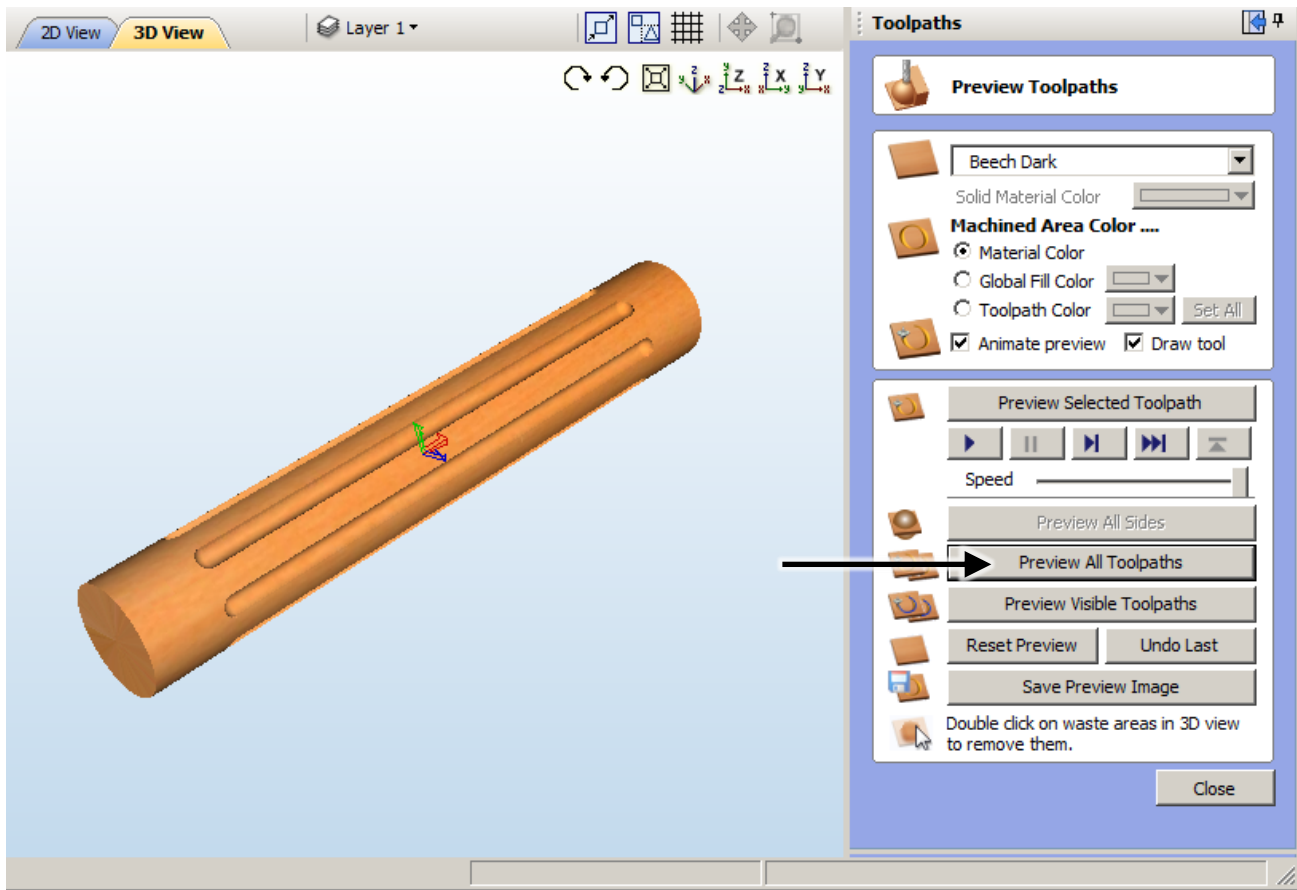 2D View
3D View
Layer 1
Toolpaths
Preview Toolpaths
Beech Dark
Solid Material Color
Machined Area Color ....
Material Color
Global Fill Color
Toolpath Color
Set All
Animate preview
Draw tool
Preview Selected Toolpath
Speed
Preview All Sides
Preview All Toolpaths
Preview Visible Toolpaths
Reset Preview
Undo Last
Save Preview Image
Double click on waste areas in 3D view
to remove them.
Close